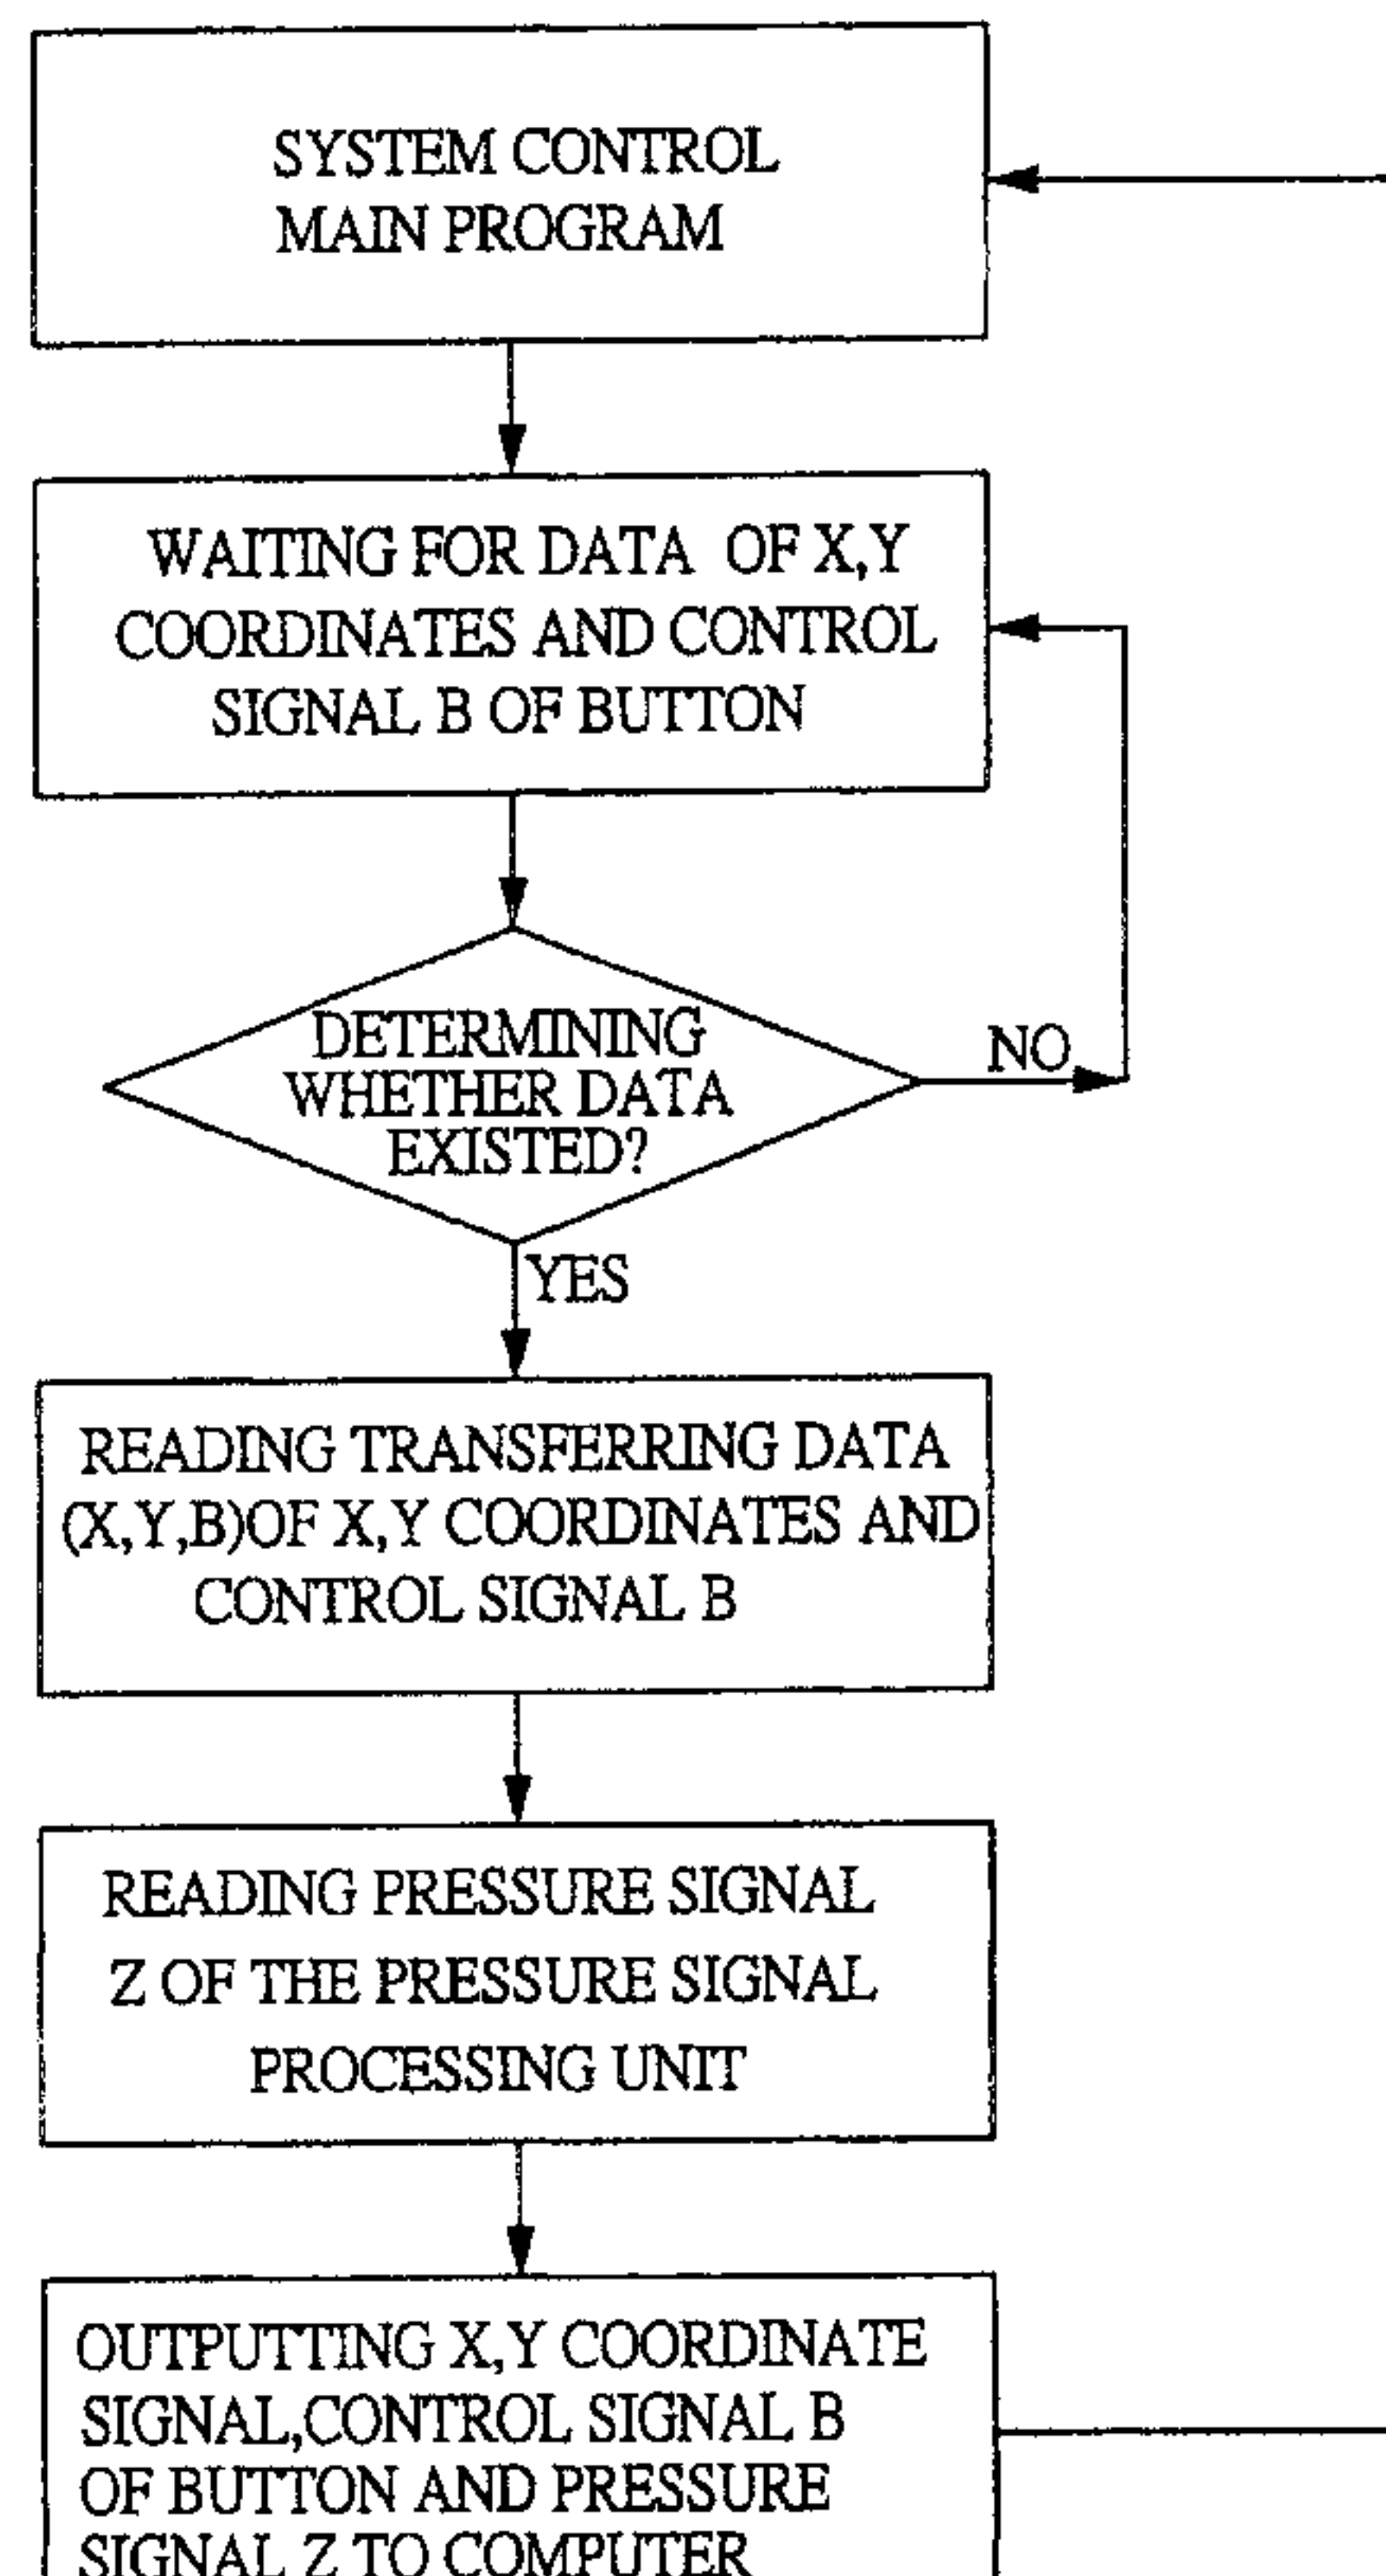 SYSTEM CONTROL
MAIN PROGRAM
WAITING FOR DATA OF X,Y
COORDINATES AND CONTROL
SIGNAL B OF BUTTON
DETERMINING
WHETHER DATA
EXISTED?
NO
YES
READING TRANSFERRING DATA
(X,Y,B)OF X,Y COORDINATES AND
CONTROL SIGNAL B
READING PRESSURE SIGNAL
Z OF THE PRESSURE SIGNAL
PROCESSING UNIT
OUTPUTTING X,Y COORDINATE
SIGNAL,CONTROL SIGNAL B
OF BUTTON AND PRESSURE
SIGNAL Z TO COMPUTER